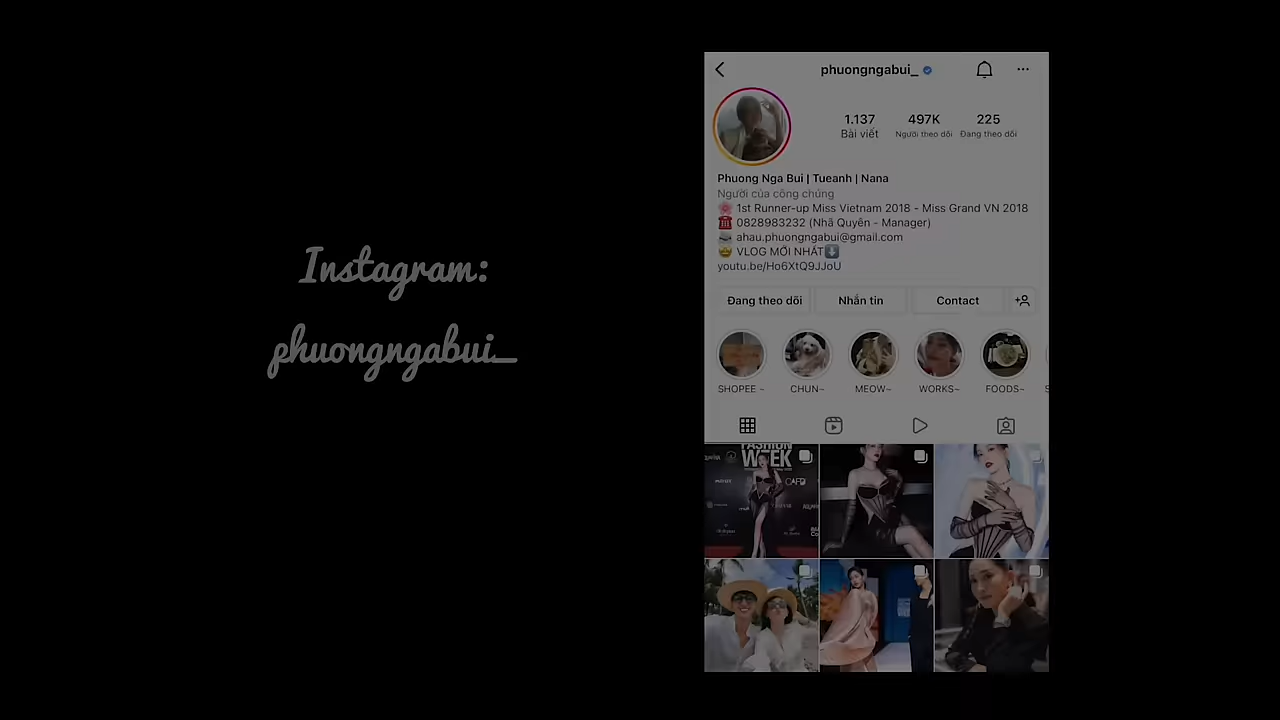 Instagram:
phuongngabui_
phuongngabui_
1.137
497K
225
Bài viết
Người theo dõi
Đang theo dõi
Phuong Nga Bui | Tueanh | Nana
Người của công chúng
🌸 1st Runner-up Miss Vietnam 2018 - Miss Grand VN 2018
☎️ 0828983232 (Nhã Quyên - Manager)
ahau.phuongngabui@gmail.com
🤩 VLOG MỚI NHẤT⬇️
youtu.be/Ho6XtQ9JJoU
Đang theo dõi
Nhắn tin
Contact
SHOPEE ~
CHUN~
MEOW~
WORKS~
FOODS~
FASHION
WEEK